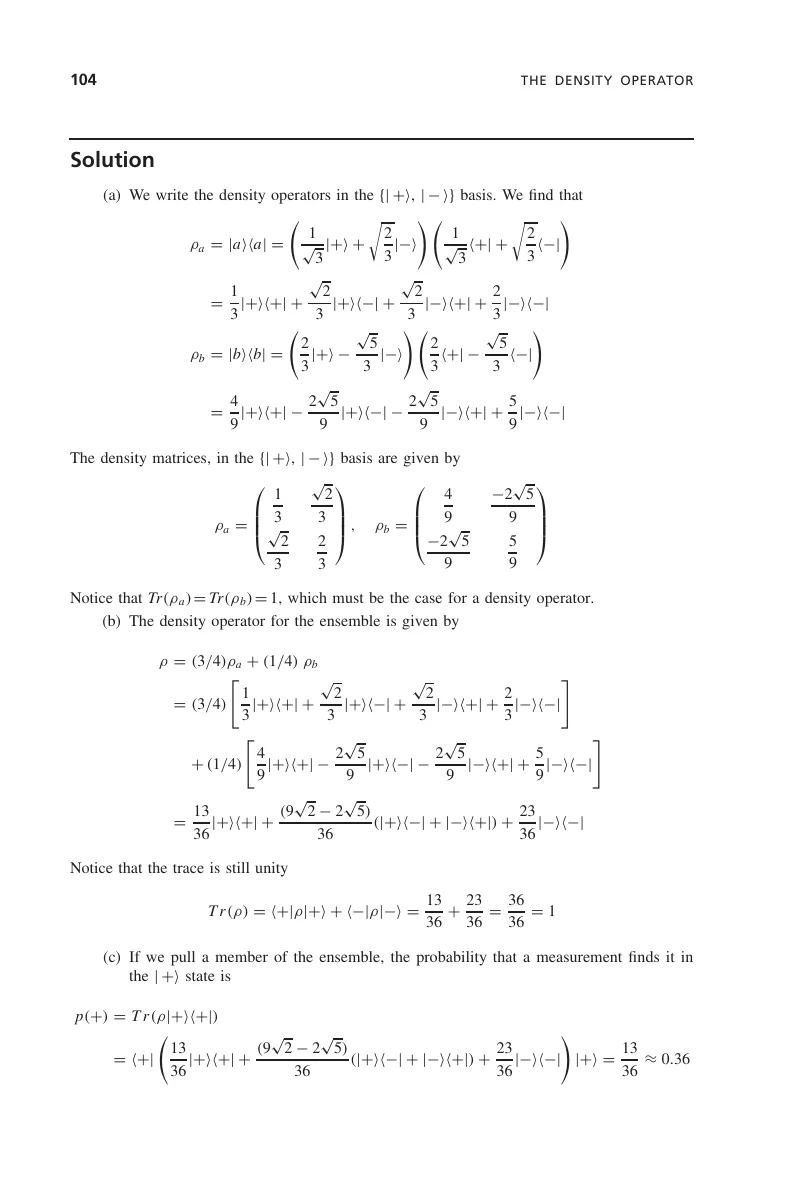 104 THE DENSITY OPERATOR
Solution
(a) We write the density operators in the {| +⟩, | − ⟩} basis. We find that
ρₐ = |a⟩⟨a| = (1/√3 |+⟩ + √(2/3) |−⟩) (1/√3 ⟨+| + √(2/3) ⟨−|)
= 1/3 |+⟩⟨+| + √2/3 |+⟩⟨−| + √2/3 |−⟩⟨+| + 2/3 |−⟩⟨−|
ρ_b = |b⟩⟨b| = (2/3 |+⟩ − √5/3 |−⟩) (2/3 ⟨+| − √5/3 ⟨−|)
= 4/9 |+⟩⟨+| − 2√5/9 |+⟩⟨−| − 2√5/9 |−⟩⟨+| + 5/9 |−⟩⟨−|
The density matrices, in the {| +⟩, | − ⟩} basis are given by
ρₐ = (1/3 √2/3 ; √2/3 2/3), ρ_b = (4/9 −2√5/9 ; −2√5/9 5/9)
Notice that Tr(ρₐ) = Tr(ρ_b) = 1, which must be the case for a density operator.
(b) The density operator for the ensemble is given by
ρ = (3/4)ρₐ + (1/4) ρ_b
= (3/4) [1/3 |+⟩⟨+| + √2/3 |+⟩⟨−| + √2/3 |−⟩⟨+| + 2/3 |−⟩⟨−|]
+ (1/4) [4/9 |+⟩⟨+| − 2√5/9 |+⟩⟨−| − 2√5/9 |−⟩⟨+| + 5/9 |−⟩⟨−|]
= 13/36 |+⟩⟨+| + (9√2 − 2√5)/36 (|+⟩⟨−| + |−⟩⟨+|) + 23/36 |−⟩⟨−|
Notice that the trace is still unity
Tr(ρ) = ⟨+|ρ|+⟩ + ⟨−|ρ|−⟩ = 13/36 + 23/36 = 36/36 = 1
(c) If we pull a member of the ensemble, the probability that a measurement finds it in
the | +⟩ state is
p(+) = Tr(ρ|+⟩⟨+|)
= ⟨+| (13/36 |+⟩⟨+| + (9√2 − 2√5)/36 (|+⟩⟨−| + |−⟩⟨+|) + 23/36 |−⟩⟨−|) |+⟩ = 13/36 ≈ 0.36